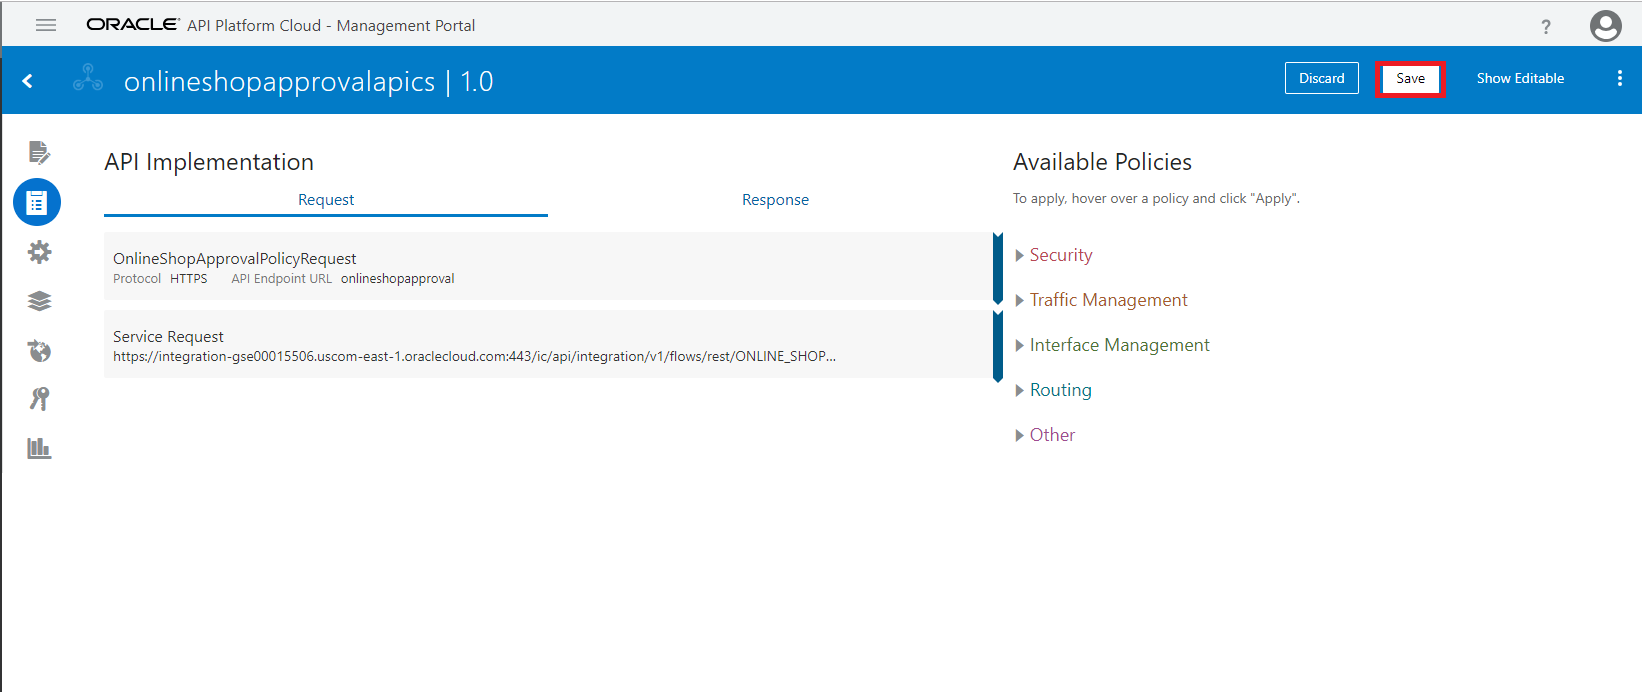 ORACLE® API Platform Cloud - Management Portal ?
onlineshopapprovalapics | 1.0 Discard Save Show Editable
API Implementation
Request Response
OnlineShopApprovalPolicyRequest
Protocol HTTPS API Endpoint URL onlineshopapproval
Service Request
https://integration-gse00015506.uscom-east-1.oraclecloud.com:443/ic/api/integration/v1/flows/rest/ONLINE_SHOP...
Available Policies
To apply, hover over a policy and click "Apply".
Security
Traffic Management
Interface Management
Routing
Other